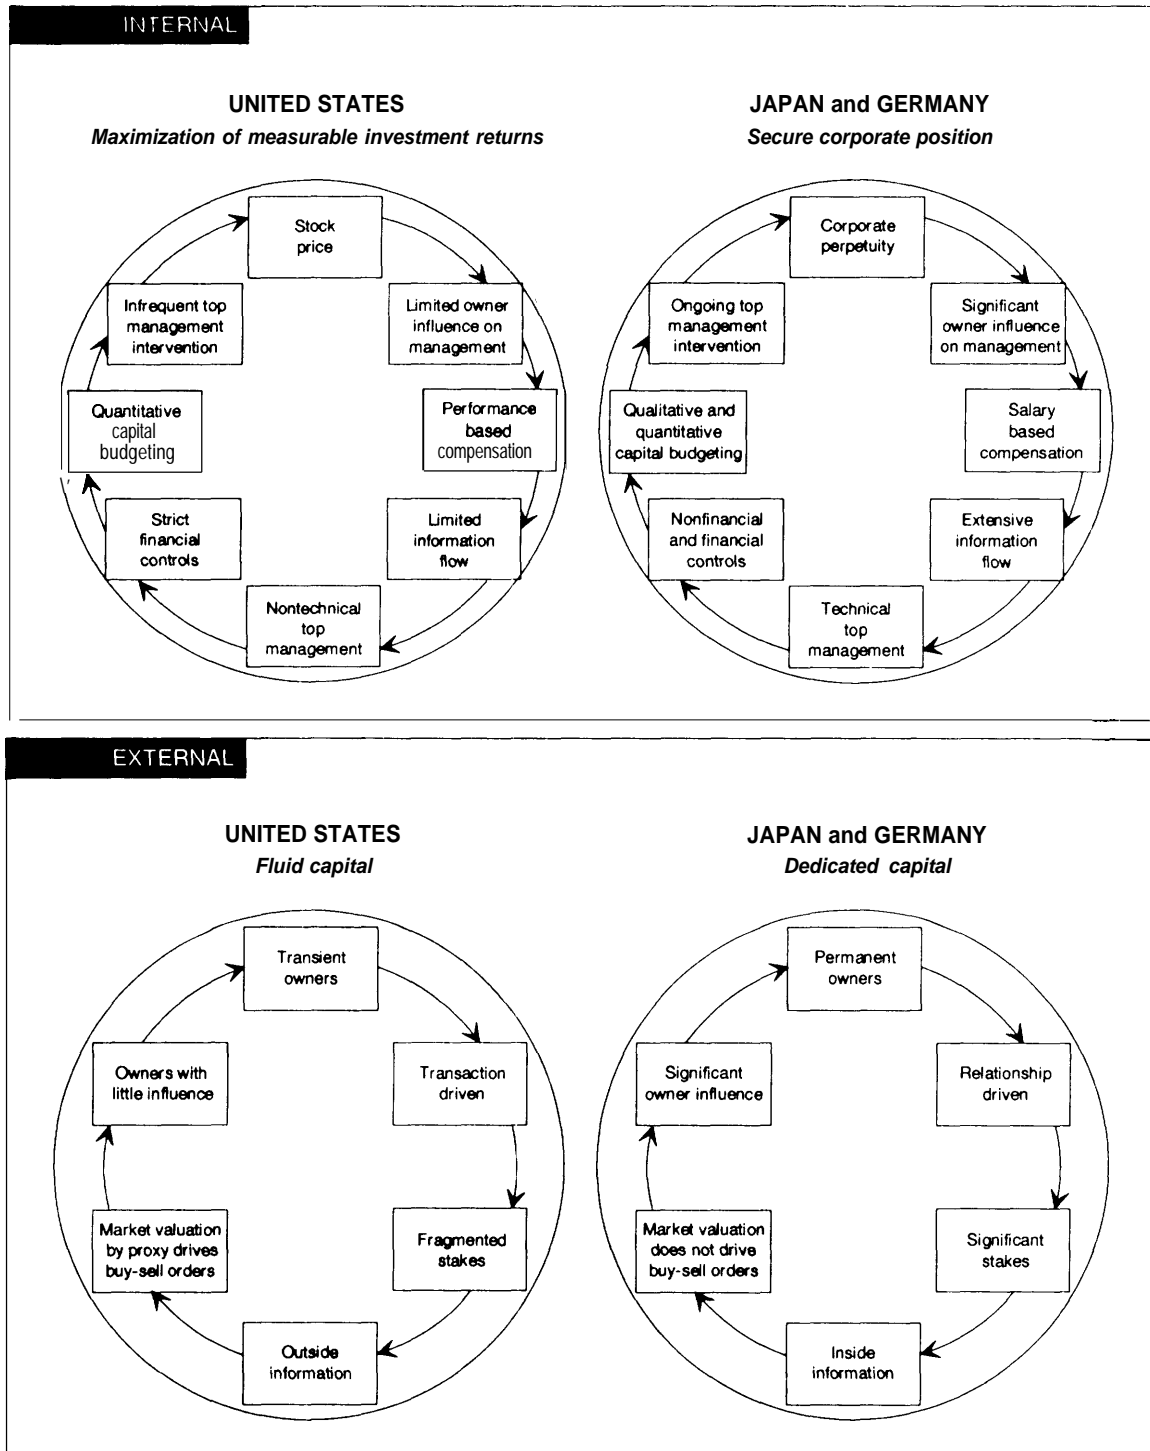 INTERNAL
UNITED STATES
Maximization of measurable investment returns
Stock
price
Limited owner
influence on
management
Performance
based
compensation
Limited
information
flow
Nontechnical
top
management
Strict
financial
controls
Quantitative
capital
budgeting
Infrequent top
management
intervention
JAPAN and GERMANY
Secure corporate position
Corporate
perpetuity
Significant
owner influence
on management
Salary
based
compensation
Extensive
information
flow
Technical
top
management
Nonfinancial
and financial
controls
Qualitative and
quantitative
capital budgeting
Ongoing top
management
intervention
EXTERNAL
UNITED STATES
Fluid capital
Transient
owners
Transaction
driven
Fragmented
stakes
Outside
information
Market valuation
by proxy drives
buy-sell orders
Owners with
little influence
JAPAN and GERMANY
Dedicated capital
Permanent
owners
Relationship
driven
Significant
stakes
Inside
information
Market valuation
does not drive
buy-sell orders
Significant
owner influence